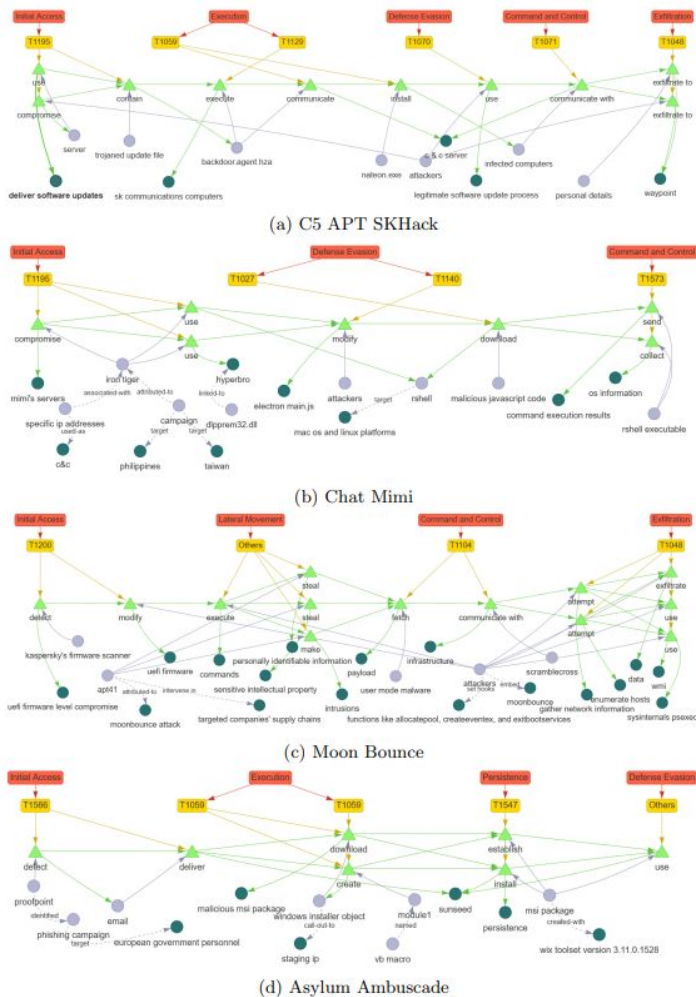 Initial Access Execution Defense Evasion Command and Control Exfiltration
T1195 T1059 T1129 T1070 T1071 T1048
use contain execute communicate install use communicate with exfiltrate to
compromise exfiltrate to
server trojaned update file backdoor.agent.hza nateon.exe attackers c & c server infected computers
deliver software updates sk communications computers legitimate software update process personal details waypoint
(a) C5 APT SKHack
Initial Access Defense Evasion Command and Control
T1195 T1027 T1140 T1573
use send
compromise use modify download collect
iron tiger hyperbro attackers rshell malicious javascript code os information
mimi's servers associated-with attributed-to linked-to electron main.js target command execution results
specific ip addresses campaign dlpprem32.dll mac os and linux platforms rshell executable
used-as target target
c&c philippines taiwan
(b) Chat Mimi
Initial Access Lateral Movement Command and Control Exfiltration
T1200 Others T1104 T1048
steal attempt exfiltrate
detect modify execute steal fetch communicate with attempt use
make use
kaspersky's firmware scanner personally identifiable information infrastructure scramblecross data
apt41 uefi firmware commands payload user mode malware attackers wmi
attributed-to intervene in sensitive intellectual property set hooks embed enumerate hosts
uefi firmware level compromise intrusions moonbounce gather network information sysinternals psexec
moonbounce attack targeted companies' supply chains functions like allocatepool, createeventex, and exitbootservices
(c) Moon Bounce
Initial Access Execution Persistence Defense Evasion
T1566 T1059 T1059 T1547 Others
download establish
detect deliver create install use
proofpoint malicious msi package windows installer object module1 sunseed msi package
identified email call-out-to named persistence created-with
phishing campaign
target european government personnel staging ip vb macro wix toolset version 3.11.0.1528
(d) Asylum Ambuscade